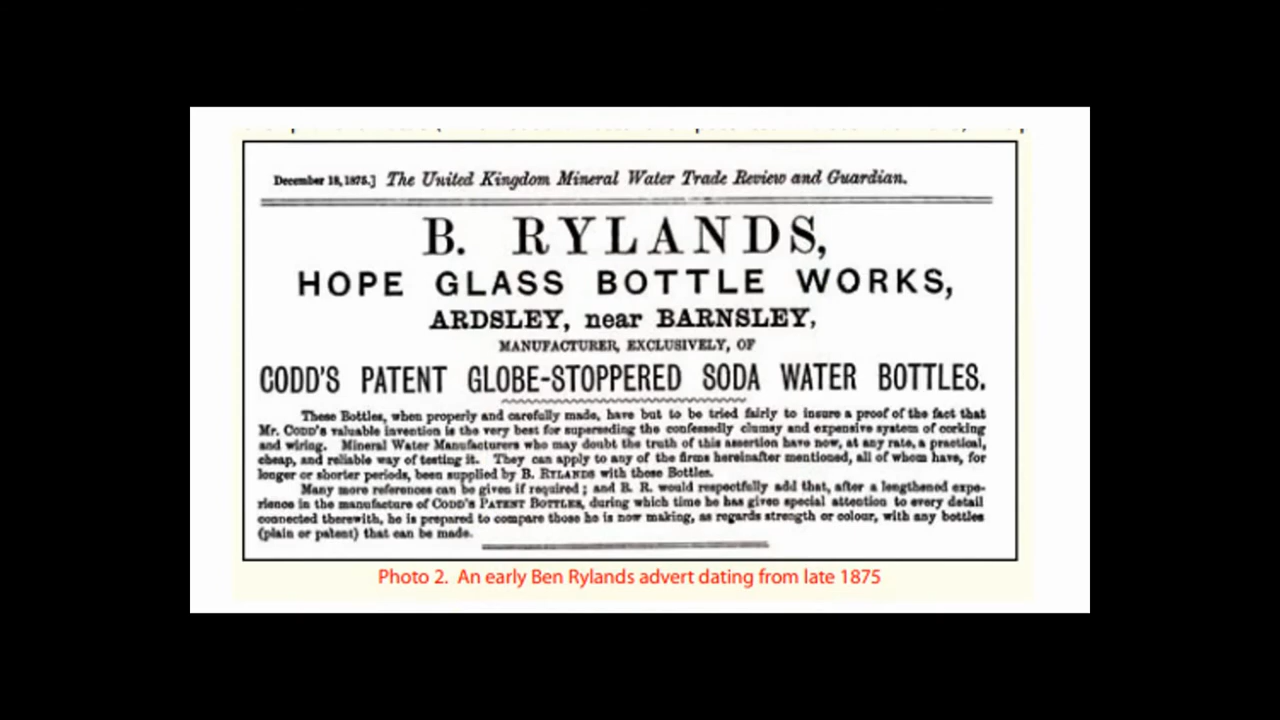 December 18, 1875.] The United Kingdom Mineral Water Trade Review and Guardian.
B. RYLANDS,
HOPE GLASS BOTTLE WORKS,
ARDSLEY, near BARNSLEY,
MANUFACTURER, EXCLUSIVELY, OF
CODD'S PATENT GLOBE-STOPPERED SODA WATER BOTTLES.
These Bottles, when properly and carefully made, have but to be tried fairly to insure a proof of the fact that
Mr. CODD'S valuable invention is the very best for superseding the confessedly clumsy and expensive system of corking
and wiring. Mineral Water Manufacturers who may doubt the truth of this assertion have now, at any rate, a practical,
cheap, and reliable way of testing it. They can apply to any of the firms hereinafter mentioned, all of whom have, for
longer or shorter periods, been supplied by B. RYLANDS with these Bottles.
Many more references can be given if required; and B. R. would respectfully add that, after a lengthened expe-
rience in the manufacture of CODD'S PATENT BOTTLES, during which time he has given special attention to every detail
connected therewith, he is prepared to compare those he is now making, as regards strength or colour, with any bottles
(plain or patent) that can be made.
Photo 2. An early Ben Rylands advert dating from late 1875